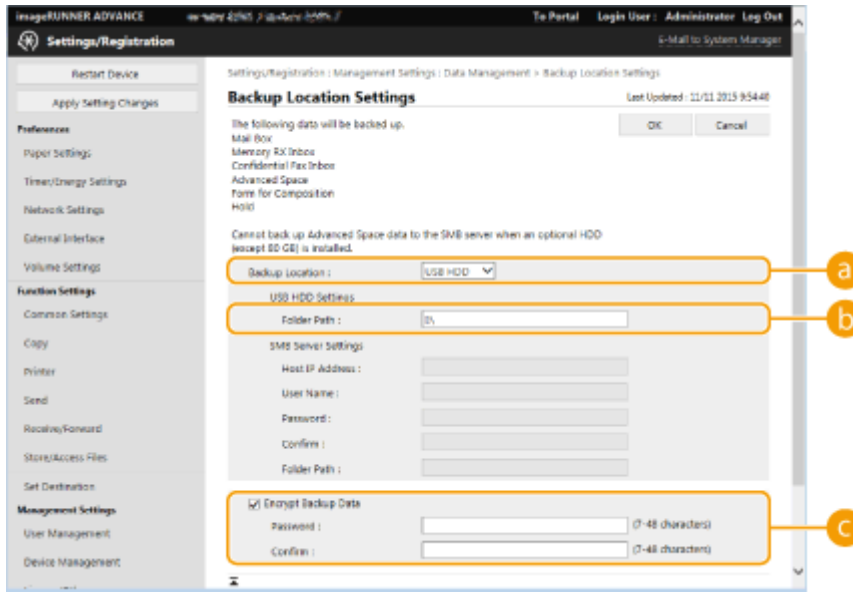 imageRUNNER ADVANCE To Portal Login User : Administrator Log Out
Settings/Registration E-Mail to System Manager
Restart Device
Apply Setting Changes
Preferences
Paper Settings
Timer/Energy Settings
Network Settings
External Interface
Volume Settings
Function Settings
Common Settings
Copy
Printer
Send
Receive/Forward
Store/Access Files
Set Destination
Management Settings
User Management
Device Management
Settings/Registration : Management Settings : Data Management > Backup Location Settings
Backup Location Settings Last Updated : 11/11 2015 9:54:40
OK Cancel
The following data will be backed up.
Mail Box
Memory RX Inbox
Confidential Fax Inbox
Advanced Space
Form for Composition
Hold
Cannot back up Advanced Space data to the SMB server when an optional HDD
(except 80 GB) is installed.
Backup Location : USB HDD
a
USB HDD Settings
Folder Path :
b
SMB Server Settings
Host IP Address :
User Name :
Password :
Confirm :
Folder Path :
Encrypt Backup Data
Password : (7-48 characters)
Confirm : (7-48 characters)
c